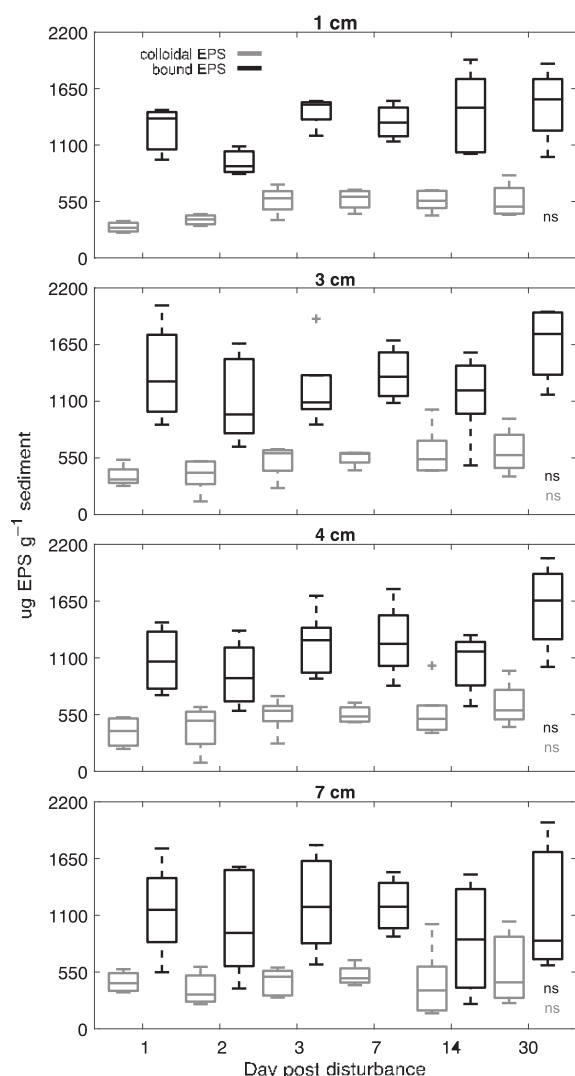 1 cm
2200
colloidal EPS
bound EPS
1650
1100
550
ns
0
3 cm
2200
1650
1100
550
ns
ns
0
4 cm
2200
1650
1100
550
ns
ns
0
7 cm
2200
1650
1100
550
ns
ns
0
1 2 3 7 14 30
Day post disturbance
ug EPS g⁻¹ sediment